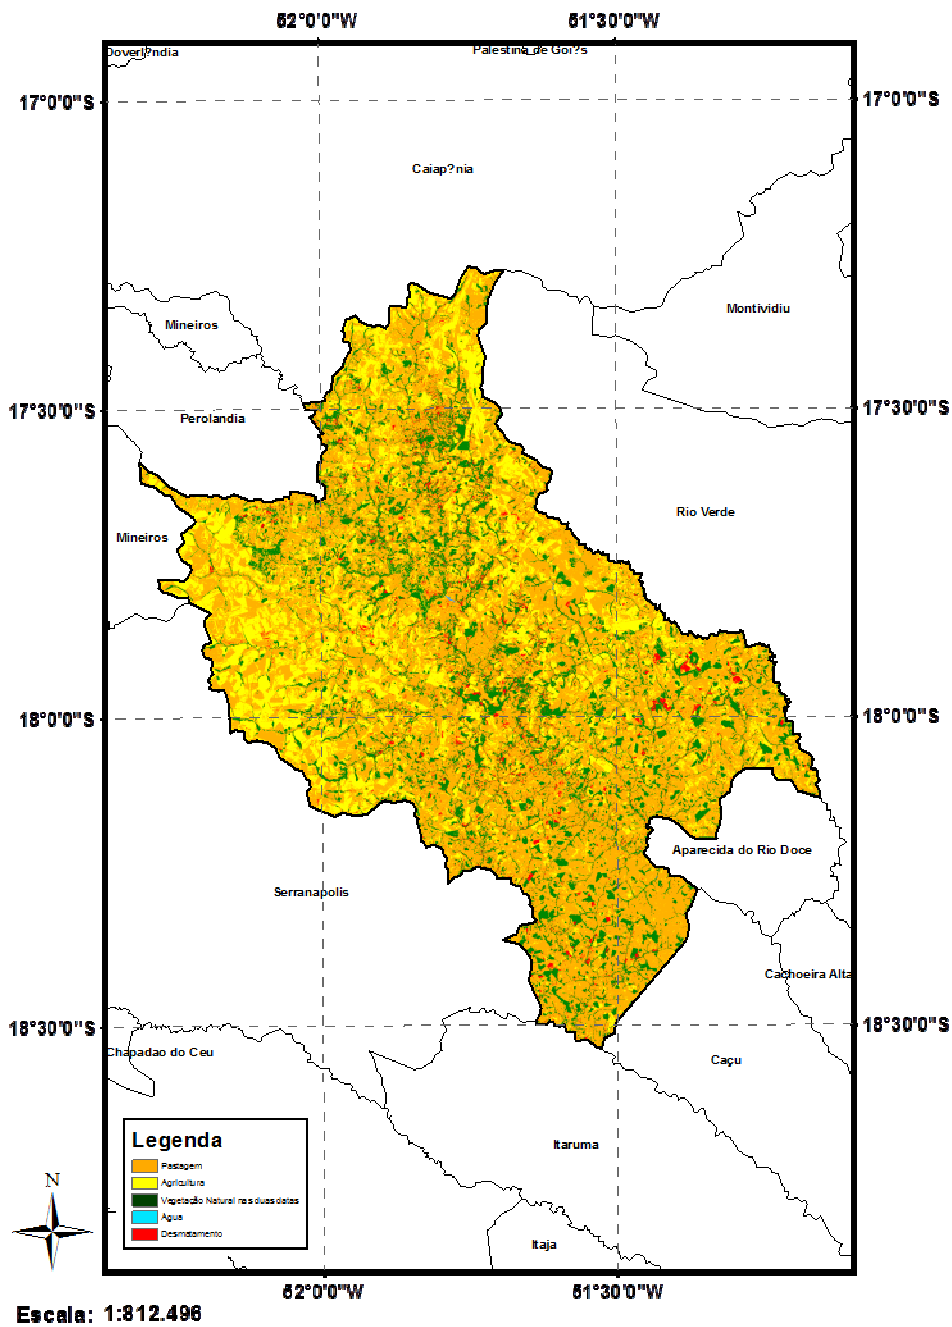 52°0'0"W
51°30'0"W
Doverl?ndia
Palestina de Goi?s
17°0'0"S
17°0'0"S
Caiap?nia
Mineiros
Montividiu
17°30'0"S
17°30'0"S
Perolandia
Rio Verde
Mineiros
18°0'0"S
18°0'0"S
Aparecida do Rio Doce
Serranapolis
Cachoeira Alta
18°30'0"S
18°30'0"S
Chapadao do Ceu
Caçu
Legenda
Pastagem
Agricultura
Vegetação Natural nas duas datas
Agua
Desmatamento
Itaruma
N
Itaja
52°0'0"W
51°30'0"W
Escala: 1:812.496